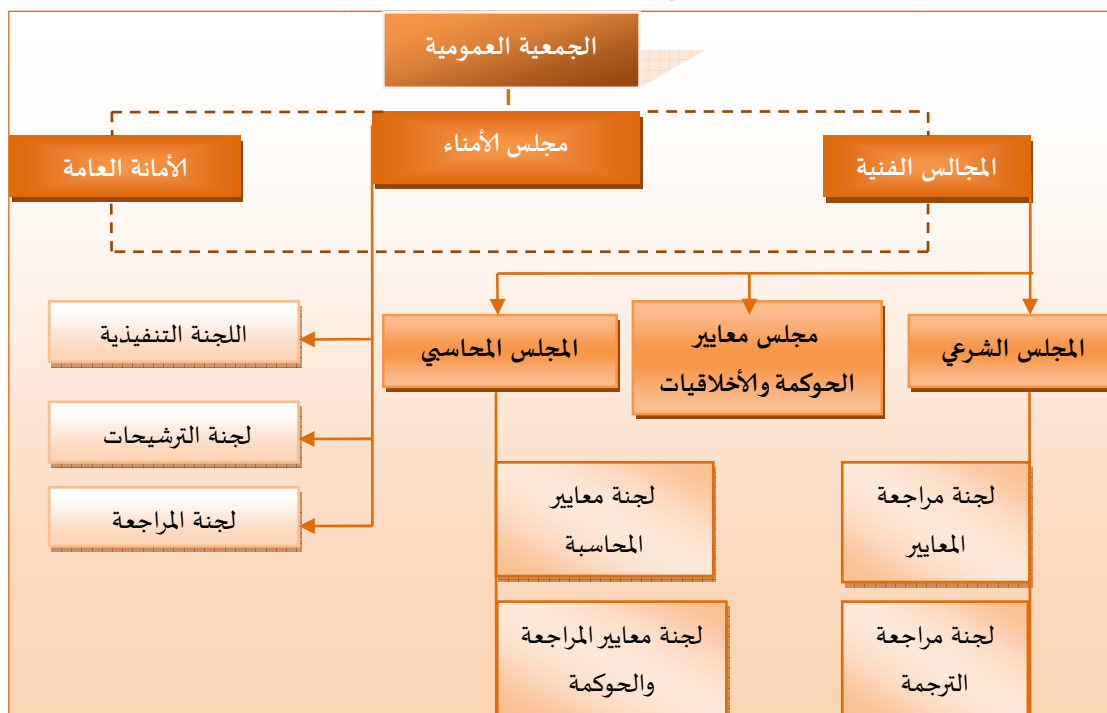 الجمعية العمومية
مجلس الأمناء
المجالس الفنية
الأمانة العامة
المجلس الشرعي
مجلس معايير
الحوكمة والأخلاقيات
المجلس المحاسبي
اللجنة التنفيذية
لجنة الترشيحات
لجنة المراجعة
لجنة مراجعة
المعايير
لجنة معايير
المحاسبة
لجنة مراجعة
الترجمة
لجنة معايير المراجعة
والحوكمة